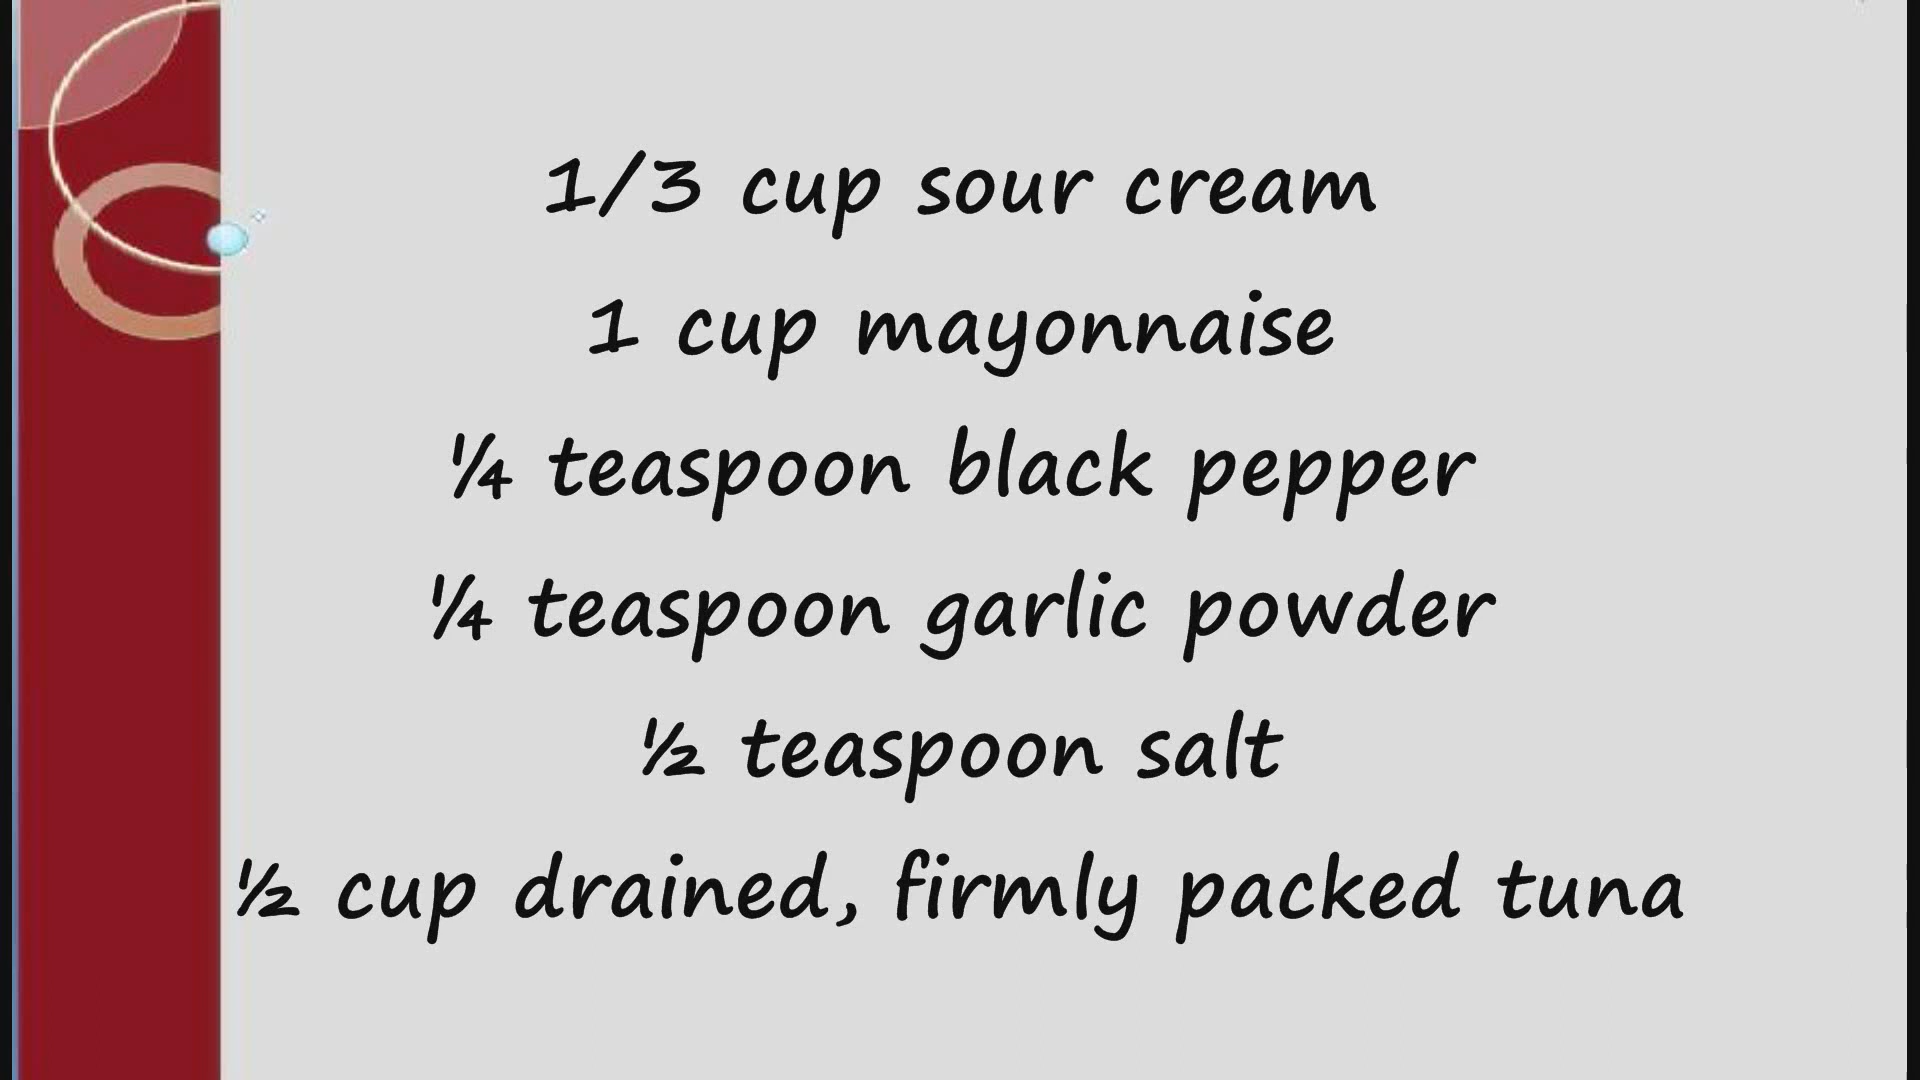 1/3 cup sour cream
1 cup mayonnaise
¼ teaspoon black pepper
¼ teaspoon garlic powder
½ teaspoon salt
½ cup drained, firmly packed tuna